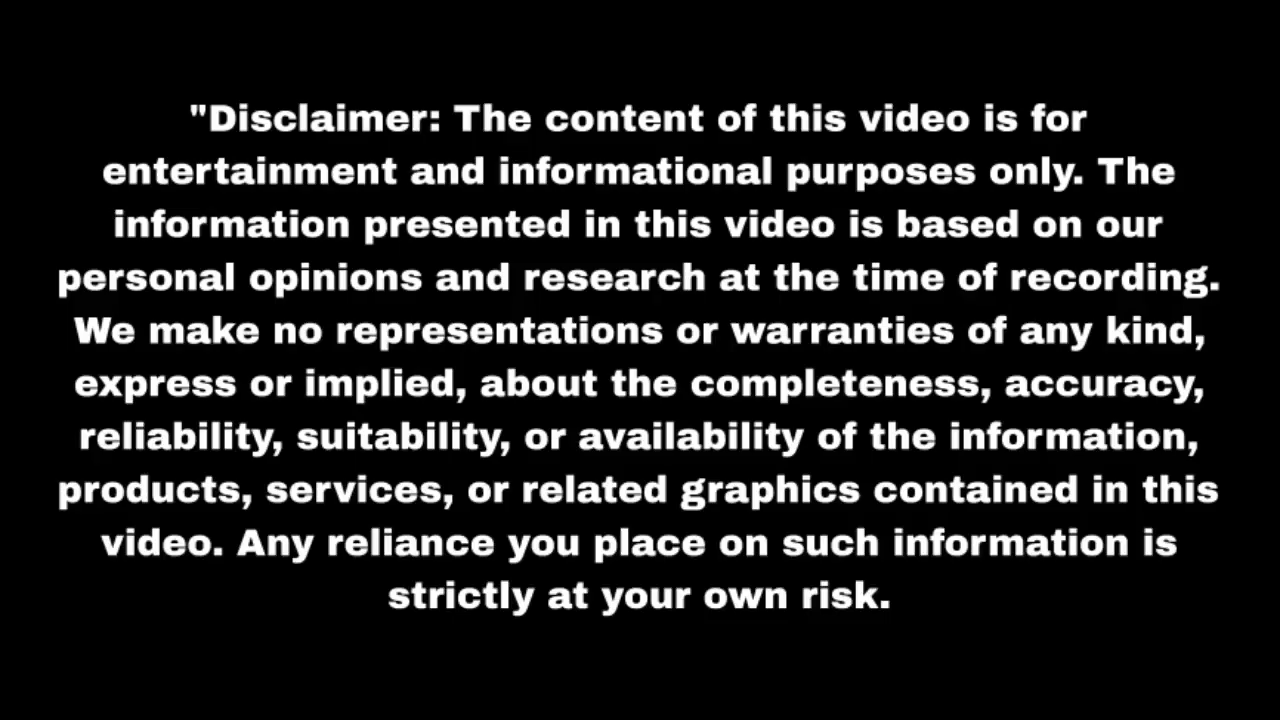 "Disclaimer: The content of this video is for
entertainment and informational purposes only. The
information presented in this video is based on our
personal opinions and research at the time of recording.
We make no representations or warranties of any kind,
express or implied, about the completeness, accuracy,
reliability, suitability, or availability of the information,
products, services, or related graphics contained in this
video. Any reliance you place on such information is
strictly at your own risk.